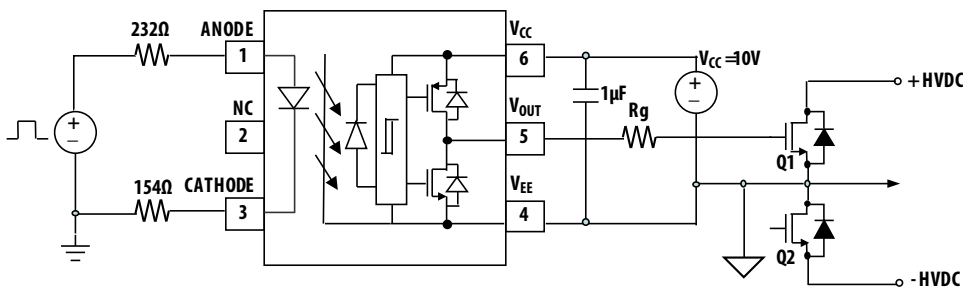 232Ω
ANODE
1
NC
2
154Ω
CATHODE
3
+
−
VCC
6
VOUT
5
VEE
4
1µF
Rg
VCC=10V
+
−
Q1
Q2
+HVDC
-HVDC